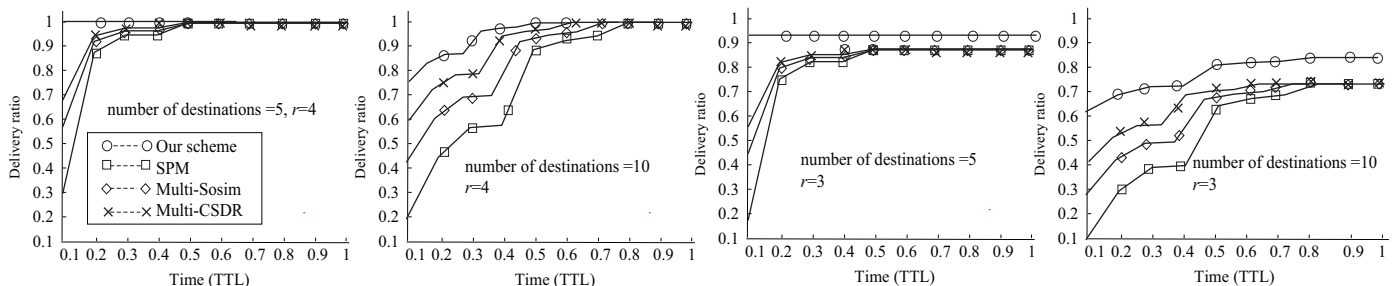 1
0.9
0.8
0.7
0.6
0.5
0.4
0.3
0.2
0.1
Delivery ratio
number of destinations =5, r=4
Our scheme
SPM
Multi-Sosim
Multi-CSDR
0.1 0.2 0.3 0.4 0.5 0.6 0.7 0.8 0.9 1
Time (TTL)
1
0.9
0.8
0.7
0.6
0.5
0.4
0.3
0.2
0.1
Delivery ratio
number of destinations =10
r=4
0.1 0.2 0.3 0.4 0.5 0.6 0.7 0.8 0.9 1
Time (TTL)
1
0.9
0.8
0.7
0.6
0.5
0.4
0.3
0.2
0.1
Delivery ratio
number of destinations =5
r=3
0.1 0.2 0.3 0.4 0.5 0.6 0.7 0.8 0.9 1
Time (TTL)
1
0.9
0.8
0.7
0.6
0.5
0.4
0.3
0.2
0.1
Delivery ratio
number of destinations =10
r=3
0.1 0.2 0.3 0.4 0.5 0.6 0.7 0.8 0.9 1
Time (TTL)